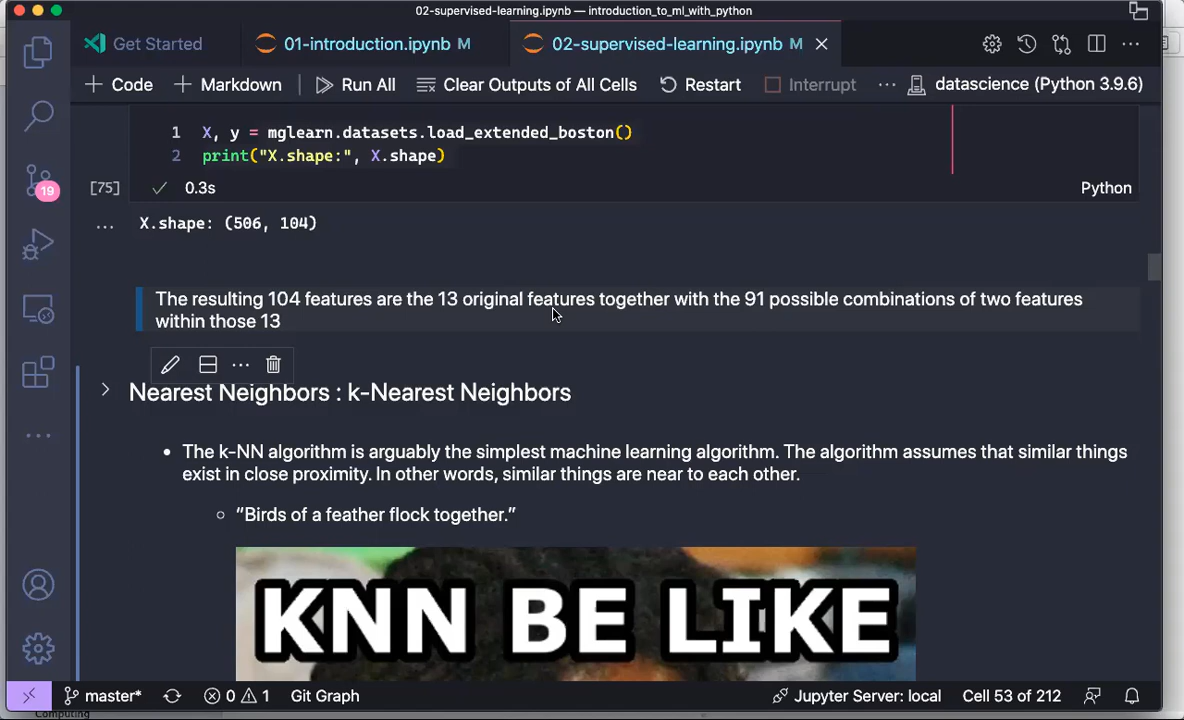 02-supervised-learning.ipynb — introduction_to_ml_with_python
Get Started
01-introduction.ipynb M
02-supervised-learning.ipynb M
Code
Markdown
Run All
Clear Outputs of All Cells
Restart
Interrupt
...
datascience (Python 3.9.6)
1 X, y = mglearn.datasets.load_extended_boston()
2 print("X.shape:", X.shape)
[75] ✓ 0.3s
Python
... X.shape: (506, 104)
19
The resulting 104 features are the 13 original features together with the 91 possible combinations of two features
within those 13
Nearest Neighbors : k-Nearest Neighbors
• The k-NN algorithm is arguably the simplest machine learning algorithm. The algorithm assumes that similar things
exist in close proximity. In other words, similar things are near to each other.
○ “Birds of a feather flock together.”
KNN BE LIKE
master*
0
1
Git Graph
Jupyter Server: local
Cell 53 of 212
Computing